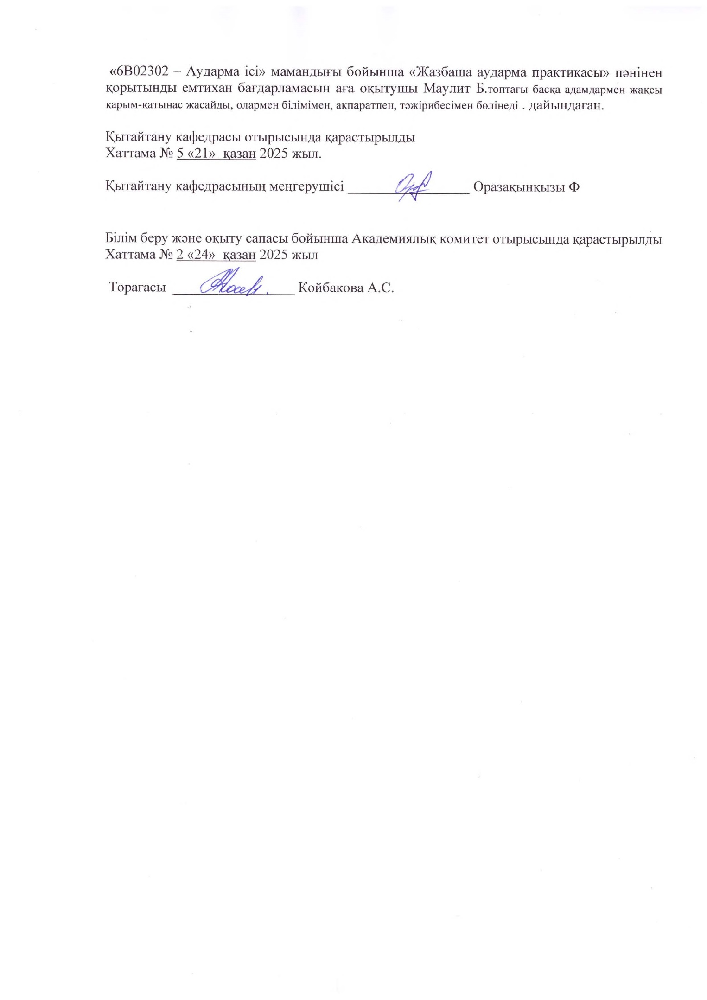 «6В02302 – Аударма ісі» мамандығы бойынша «Жазбаша аударма практикасы» пәнінен
қорытынды емтихан бағдарламасын аға оқытушы Маулит Б.топтағы басқа адамдармен жақсы
қарым-қатынас жасайды, олармен білімімен, ақпаратпен, тәжірибесімен бөлінеді . дайындаған.
Қытайтану кафедрасы отырысында қарастырылды
Хаттама № 5 «21» қазан 2025 жыл.
Қытайтану кафедрасының меңгерушісі __________________ Оразақынқызы Ф
Білім беру және оқыту сапасы бойынша Академиялық комитет отырысында қарастырылды
Хаттама № 2 «24» қазан 2025 жыл
Төрағасы __________________ Койбакова А.С.